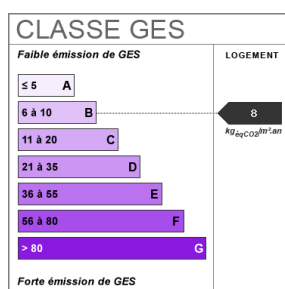 CLASSE GES
Faible émission de GES
LOGEMENT
≤ 5 A
6 à 10 B
8
kgéqCO2/m².an
11 à 20 C
21 à 35 D
36 à 55 E
56 à 80 F
> 80 G
Forte émission de GES